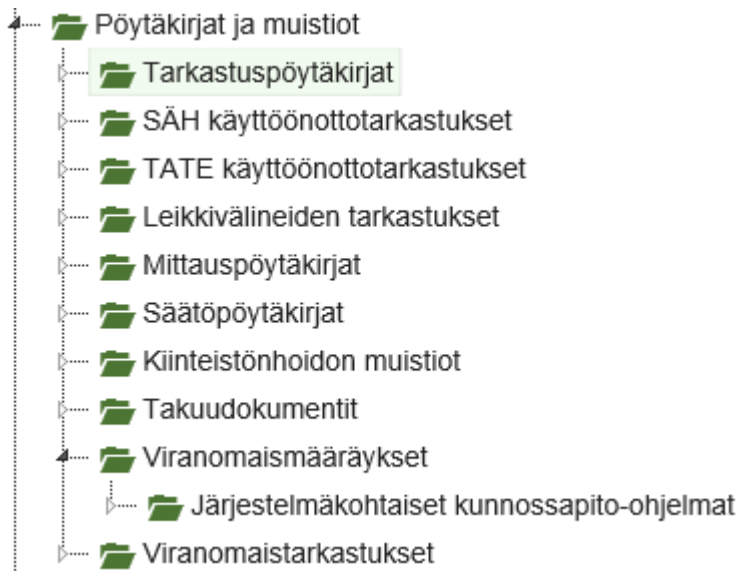 Pöytäkirjat ja muistiot
Tarkastuspöytäkirjat
SÄH käyttöönottotarkastukset
TATE käyttöönottotarkastukset
Leikkivälineiden tarkastukset
Mittauspöytäkirjat
Säätöpöytäkirjat
Kiinteistönhoidon muistiot
Takuudokumentit
Viranomaismääräykset
Järjestelmäkohtaiset kunnossapito-ohjelmat
Viranomaistarkastukset